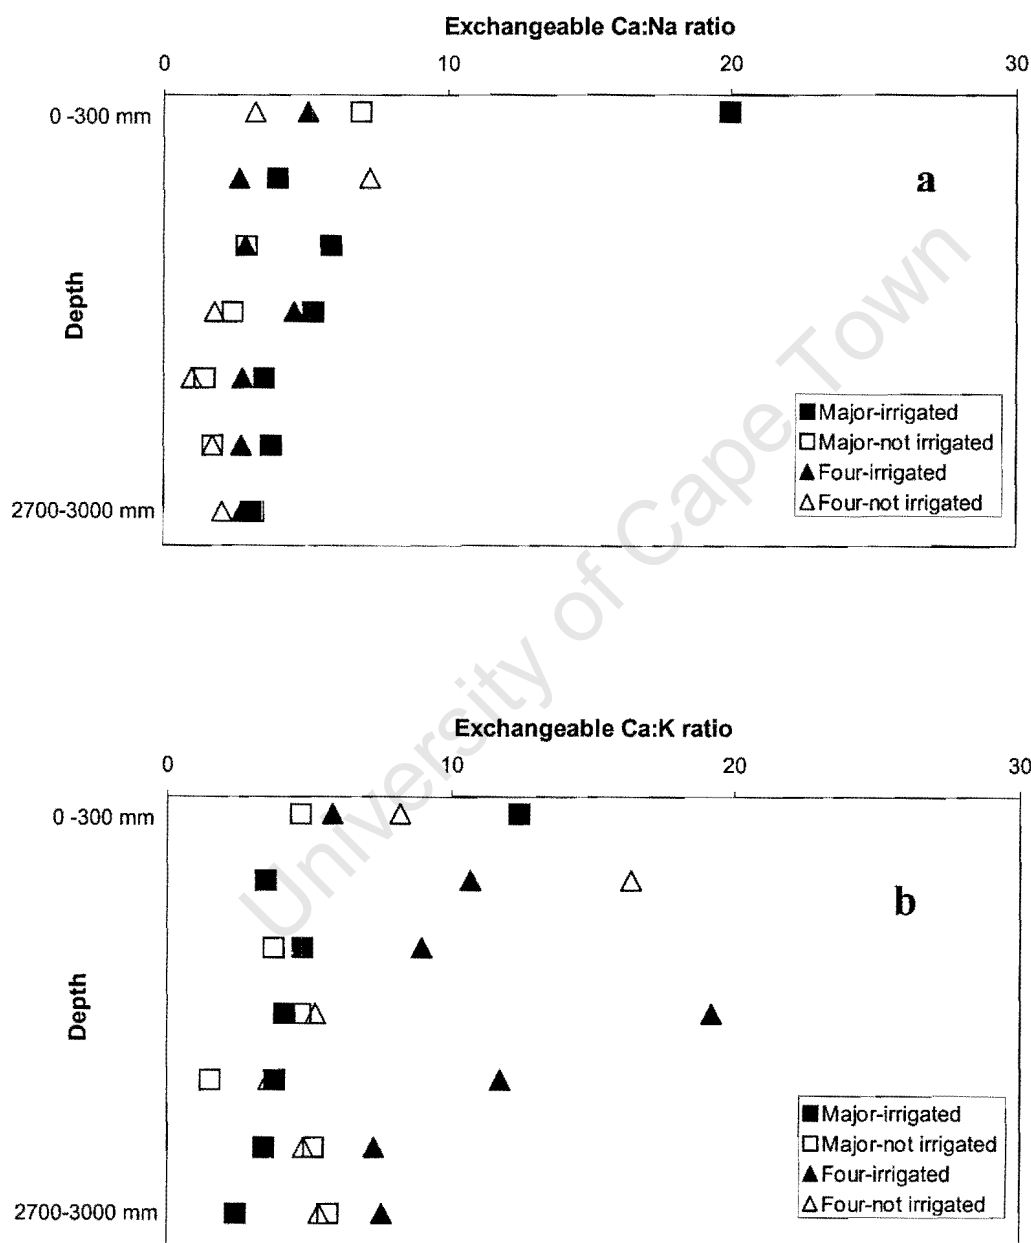 Exchangeable Ca:Na ratio
0 10 20 30
0 -300 mm
a
Depth
Major-irrigated
Major-not irrigated
Four-irrigated
Four-not irrigated
2700-3000 mm
University of Cape Town
Exchangeable Ca:K ratio
0 10 20 30
0 -300 mm
b
Depth
Major-irrigated
Major-not irrigated
Four-irrigated
Four-not irrigated
2700-3000 mm